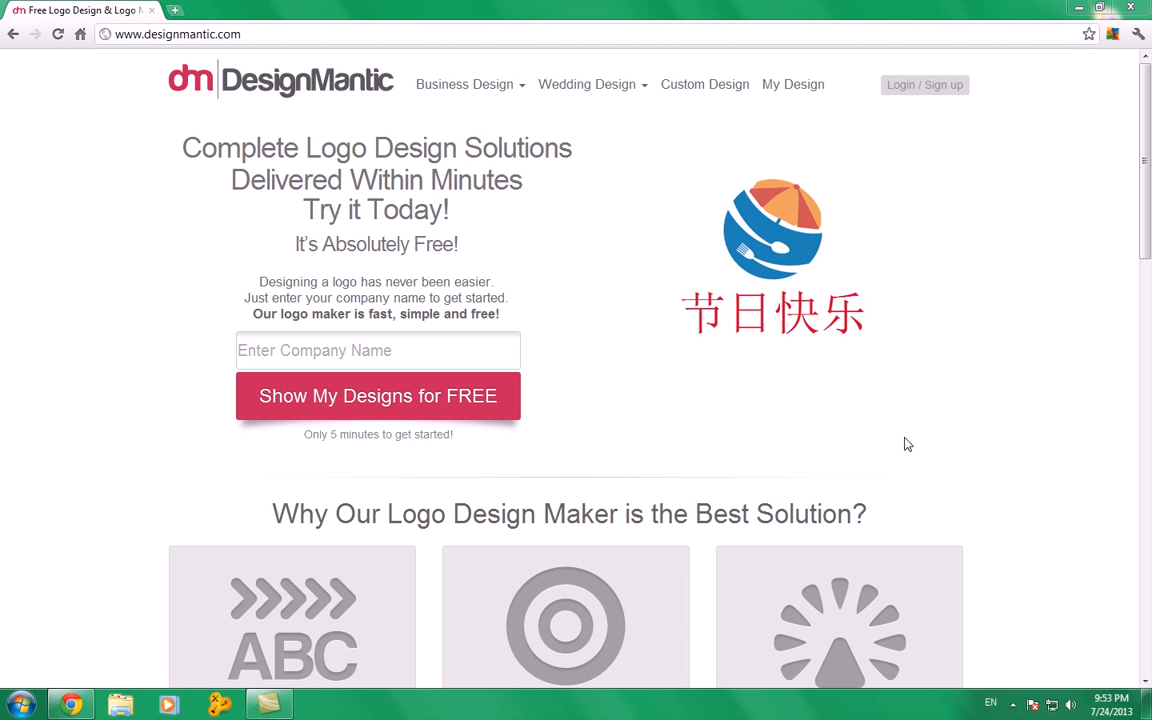 dm Free Logo Design & Logo M
www.designmantic.com
dm DesignMantic
Business Design
Wedding Design
Custom Design
My Design
Login / Sign up
Complete Logo Design Solutions
Delivered Within Minutes
Try it Today!
It's Absolutely Free!
Designing a logo has never been easier.
Just enter your company name to get started.
Our logo maker is fast, simple and free!
Enter Company Name
Show My Designs for FREE
Only 5 minutes to get started!
节日快乐
Why Our Logo Design Maker is the Best Solution?
ABC
EN
9:53 PM
7/24/2013